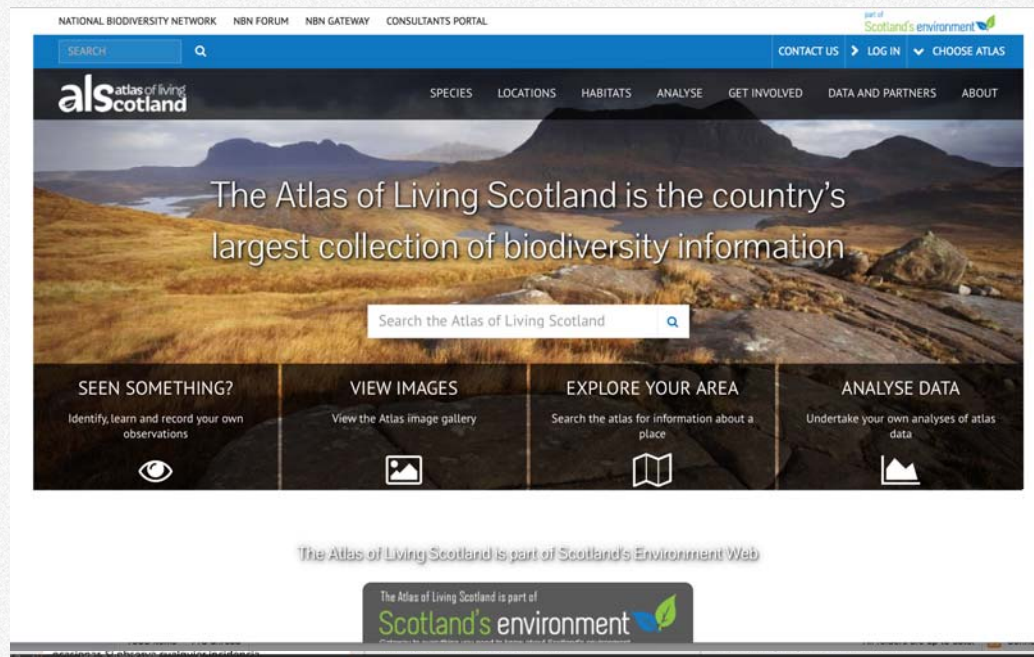 NATIONAL BIODIVERSITY NETWORK NBN FORUM NBN GATEWAY CONSULTANTS PORTAL
part of
Scotland's environment
SEARCH
CONTACT US LOG IN CHOOSE ATLAS
als atlas of living
Scotland
SPECIES LOCATIONS HABITATS ANALYSE GET INVOLVED DATA AND PARTNERS ABOUT
The Atlas of Living Scotland is the country's
largest collection of biodiversity information
Search the Atlas of Living Scotland
SEEN SOMETHING?
Identify, learn and record your own
observations
VIEW IMAGES
View the Atlas image gallery
EXPLORE YOUR AREA
Search the atlas for information about a
place
ANALYSE DATA
Undertake your own analyses of atlas
data
The Atlas of Living Scotland is part of Scotland's Environment Web
The Atlas of Living Scotland is part of
Scotland's environment